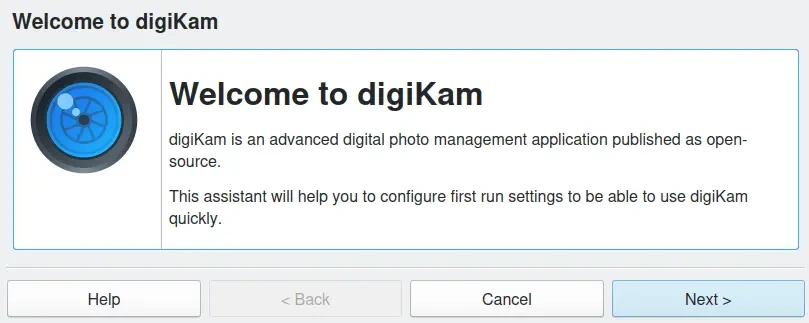 Welcome to digiKam
Welcome to digiKam
digiKam is an advanced digital photo management application published as open-
source.
This assistant will help you to configure first run settings to be able to use digiKam
quickly.
Help
< Back
Cancel
Next >